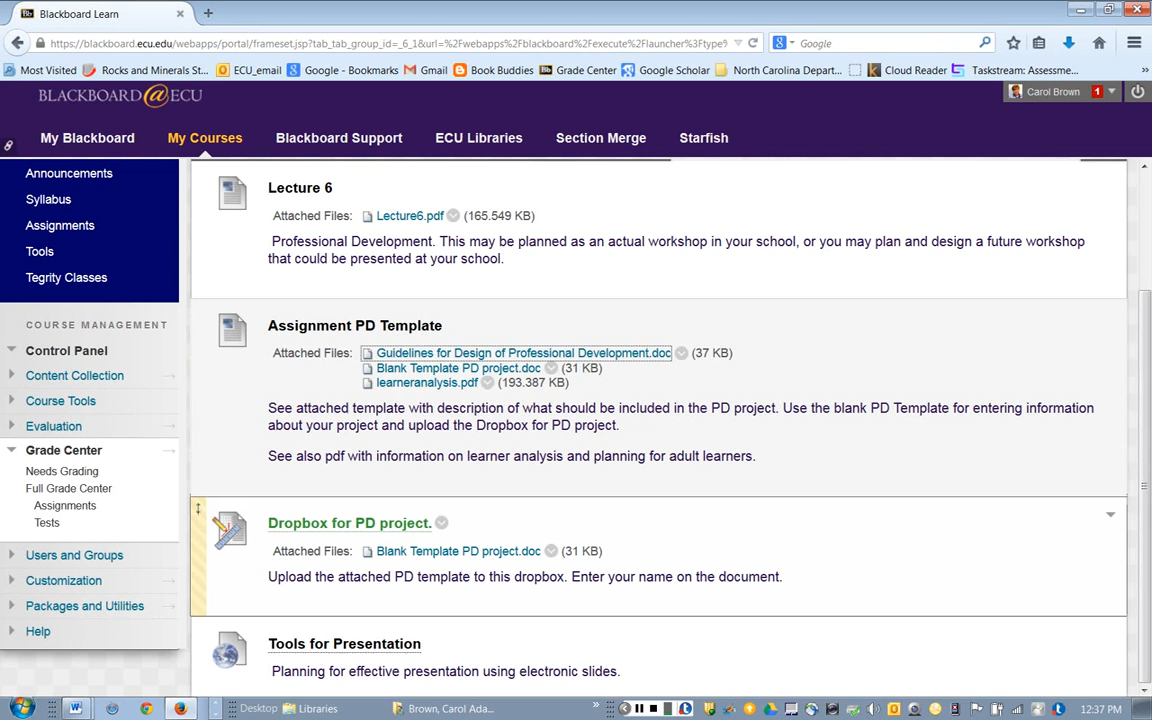 Blackboard Learn
https://blackboard.ecu.edu/webapps/portal/frameset.jsp?tab_tab_group_id=_6_1&url=%2Fwebapps%2Fblackboard%2Fexecute%2Flauncher%3Ftype%
Google
Most Visited Rocks and Minerals St... ECU_email Google - Bookmarks Gmail Book Buddies Grade Center Google Scholar North Carolina Depart... Cloud Reader Taskstream: Assessme...
BLACKBOARD@ECU
Carol Brown 1
My Blackboard My Courses Blackboard Support ECU Libraries Section Merge Starfish
Announcements
Syllabus
Assignments
Tools
Tegrity Classes
COURSE MANAGEMENT
Control Panel
Content Collection
Course Tools
Evaluation
Grade Center
Needs Grading
Full Grade Center
Assignments
Tests
Users and Groups
Customization
Packages and Utilities
Help
Lecture 6
Attached Files: Lecture6.pdf (165.549 KB)
Professional Development. This may be planned as an actual workshop in your school, or you may plan and design a future workshop
that could be presented at your school.
Assignment PD Template
Attached Files: Guidelines for Design of Professional Development.doc (37 KB)
Blank Template PD project.doc (31 KB)
learneranalysis.pdf (193.387 KB)
See attached template with description of what should be included in the PD project. Use the blank PD Template for entering information
about your project and upload the Dropbox for PD project.
See also pdf with information on learner analysis and planning for adult learners.
Dropbox for PD project.
Attached Files: Blank Template PD project.doc (31 KB)
Upload the attached PD template to this dropbox. Enter your name on the document.
Tools for Presentation
Planning for effective presentation using electronic slides.
Desktop Libraries Brown, Carol Ada... 12:37 PM